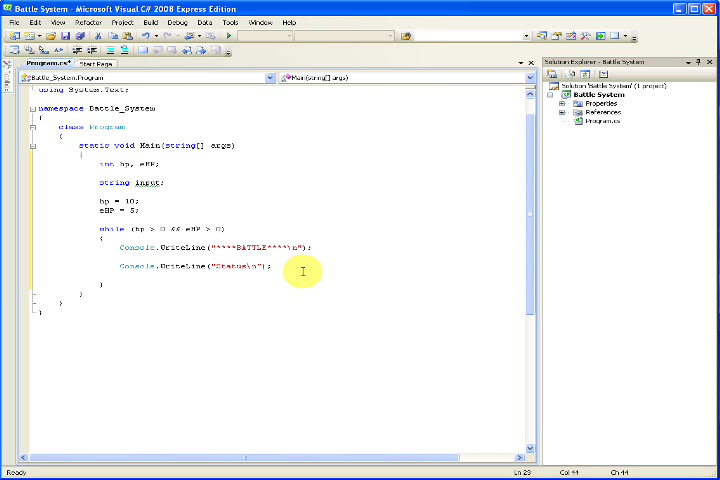 Battle System - Microsoft Visual C# 2008 Express Edition
File Edit View Refactor Project Build Debug Data Tools Window Help
Program.cs* Start Page
Battle_System.Program
Main(string[] args)
using System.Text;
namespace Battle_System
{
class Program
{
static void Main(string[] args)
{
int hp, eHP;
string input;
hp = 10;
eHP = 5;
while (hp > 0 && eHP > 0)
{
Console.WriteLine("****BATTLE****\n");
Console.WriteLine("Status\n");
}
}
}
}
Solution Explorer - Battle System
Solution 'Battle System' (1 project)
Battle System
Properties
References
Program.cs
Ready
Ln 23
Col 44
Ch 44